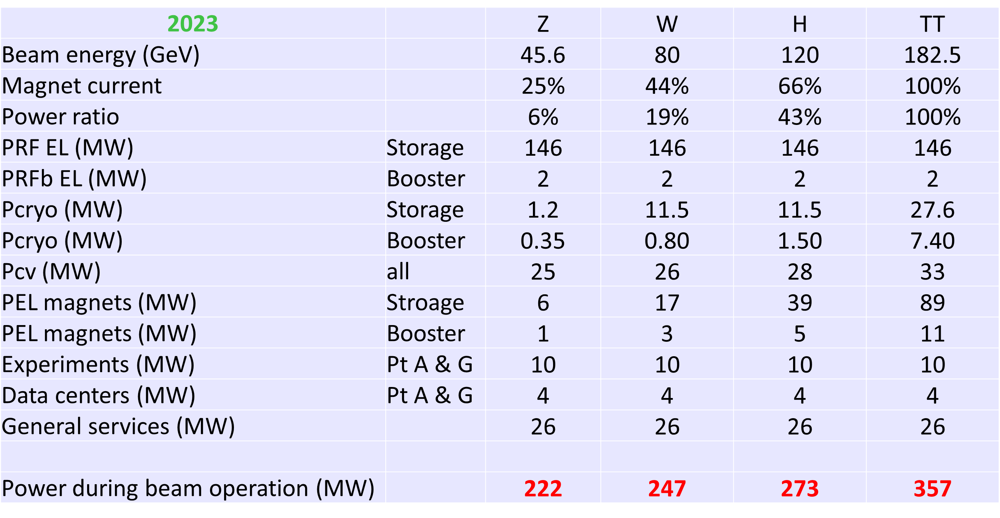 2023 Z W H TT
Beam energy (GeV) 45.6 80 120 182.5
Magnet current 25% 44% 66% 100%
Power ratio 6% 19% 43% 100%
PRF EL (MW) Storage 146 146 146 146
PRFb EL (MW) Booster 2 2 2 2
Pcryo (MW) Storage 1.2 11.5 11.5 27.6
Pcryo (MW) Booster 0.35 0.80 1.50 7.40
Pcv (MW) all 25 26 28 33
PEL magnets (MW) Stroage 6 17 39 89
PEL magnets (MW) Booster 1 3 5 11
Experiments (MW) Pt A & G 10 10 10 10
Data centers (MW) Pt A & G 4 4 4 4
General services (MW) 26 26 26 26
Power during beam operation (MW) 222 247 273 357